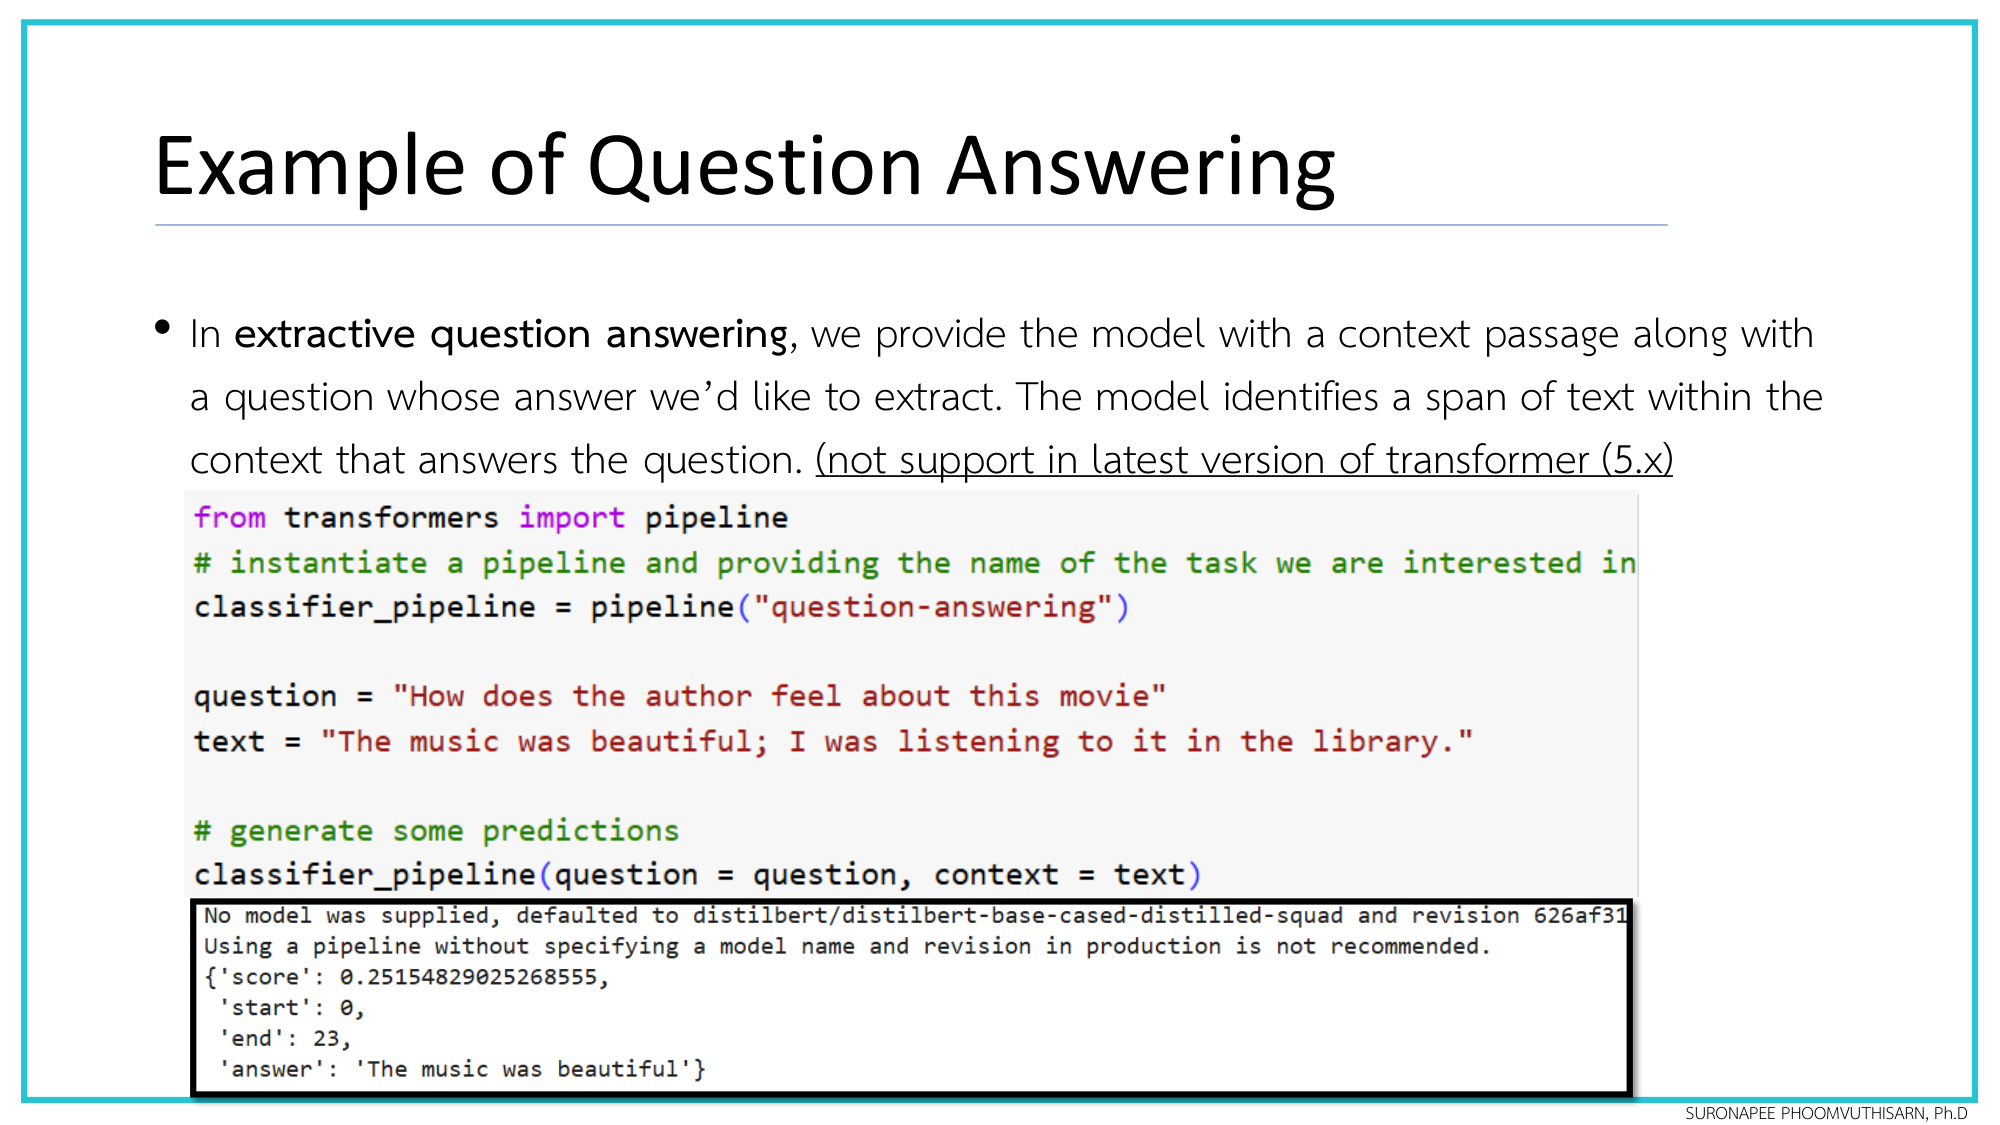 Example of Question Answering
• In extractive question answering, we provide the model with a context passage along with
a question whose answer we’d like to extract. The model identifies a span of text within the
context that answers the question. (not support in latest version of transformer (5.x)
from transformers import pipeline
# instantiate a pipeline and providing the name of the task we are interested in
classifier_pipeline = pipeline("question-answering")
question = "How does the author feel about this movie"
text = "The music was beautiful; I was listening to it in the library."
# generate some predictions
classifier_pipeline(question = question, context = text)
No model was supplied, defaulted to distilbert/distilbert-base-cased-distilled-squad and revision 626af31
Using a pipeline without specifying a model name and revision in production is not recommended.
{'score': 0.25154829025268555,
'start': 0,
'end': 23,
'answer': 'The music was beautiful'}
SURONAPEE PHOOMVUTHISARN, Ph.D